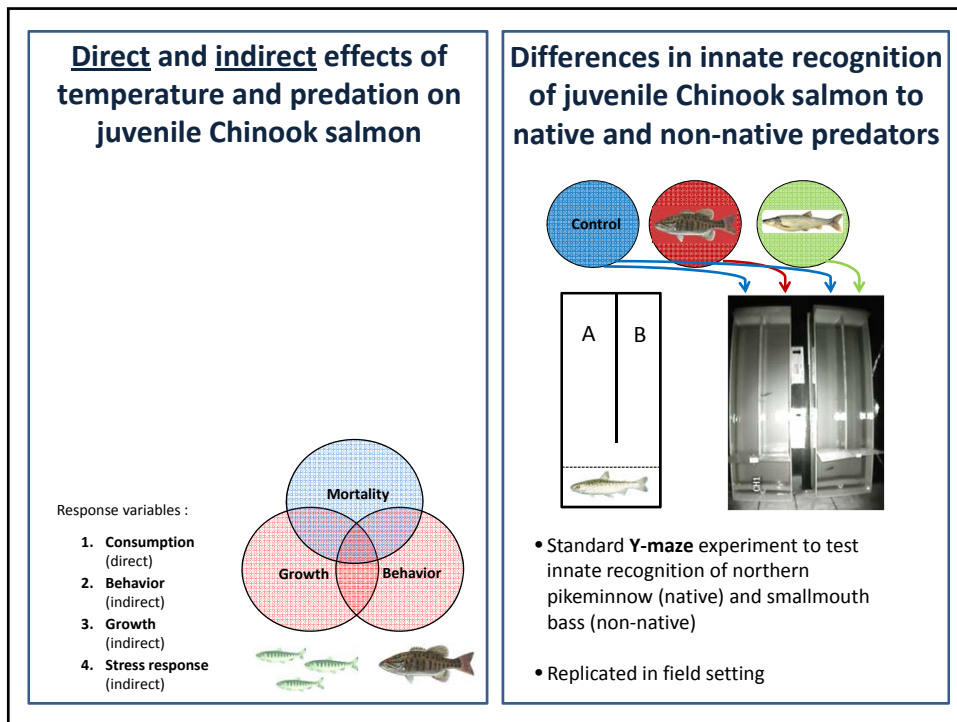 Direct and indirect effects of
temperature and predation on
juvenile Chinook salmon
Response variables :
1. Consumption
(direct)
2. Behavior
(indirect)
3. Growth
(indirect)
4. Stress response
(indirect)
Mortality
Growth
Behavior
Differences in innate recognition
of juvenile Chinook salmon to
native and non-native predators
Control
A
B
CH1
• Standard Y-maze experiment to test
innate recognition of northern
pikeminnow (native) and smallmouth
bass (non-native)
• Replicated in field setting